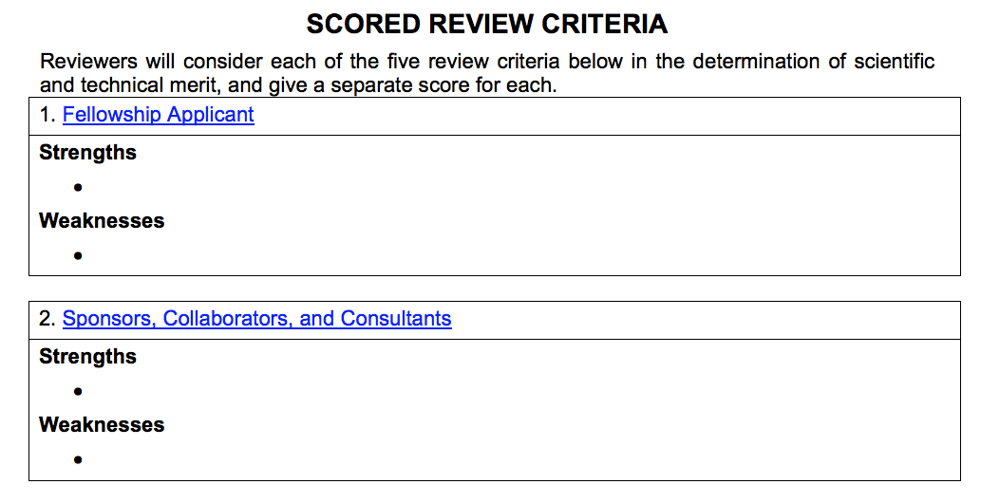 SCORED REVIEW CRITERIA
Reviewers will consider each of the five review criteria below in the determination of scientific
and technical merit, and give a separate score for each.
1. Fellowship Applicant
Strengths
•
Weaknesses
•
2. Sponsors, Collaborators, and Consultants
Strengths
•
Weaknesses
•